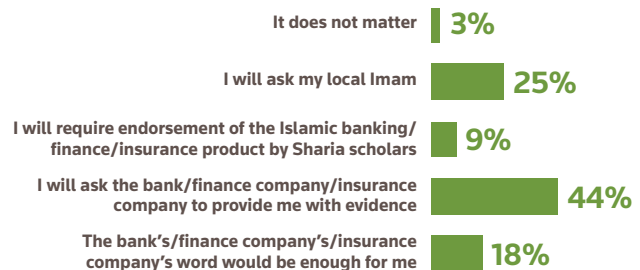 It does not matter 3%
I will ask my local Imam 25%
I will require endorsement of the Islamic banking/
finance/insurance product by Sharia scholars 9%
I will ask the bank/finance company/insurance
company to provide me with evidence 44%
The bank’s/finance company’s/insurance
company’s word would be enough for me 18%